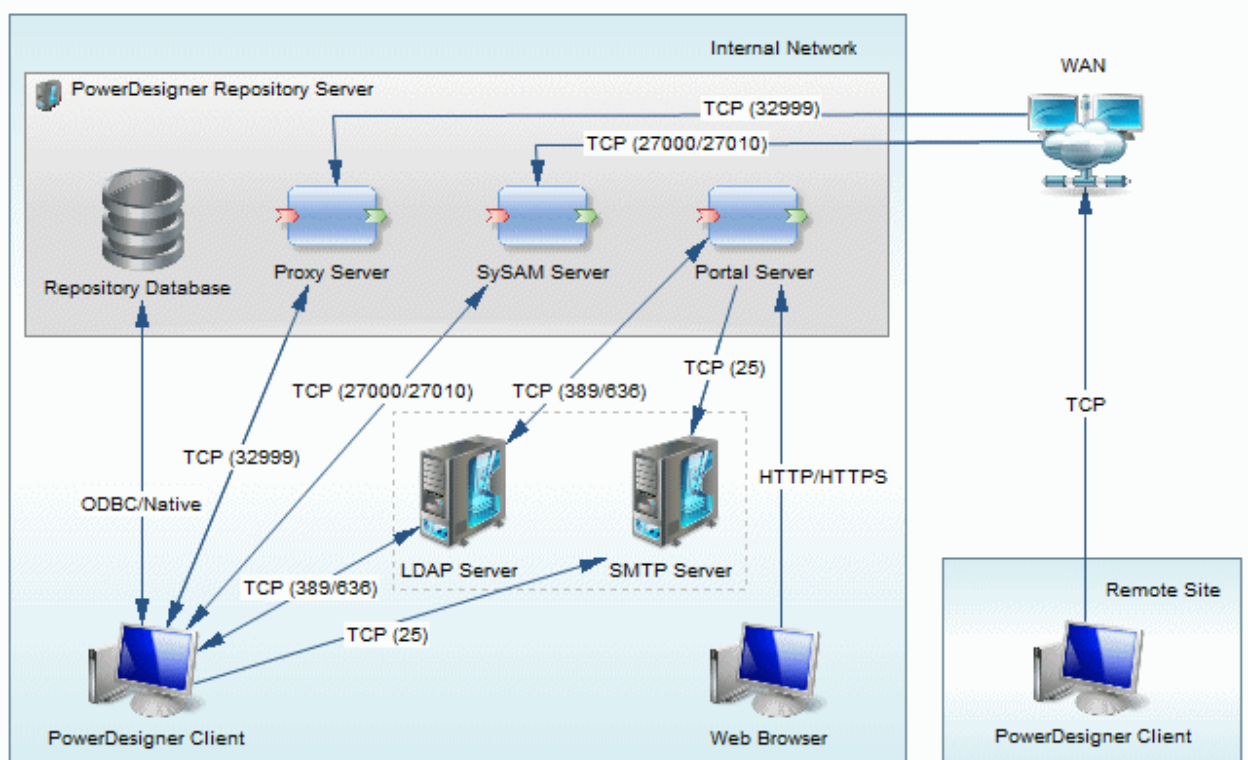 Internal Network
WAN
PowerDesigner Repository Server
TCP (32999)
TCP (27000/27010)
Proxy Server
SySAM Server
Portal Server
Repository Database
TCP (25)
TCP (27000/27010)
TCP (389/636)
TCP
TCP (32999)
HTTP/HTTPS
ODBC/Native
LDAP Server
SMTP Server
TCP (389/636)
Remote Site
TCP (25)
PowerDesigner Client
Web Browser
PowerDesigner Client